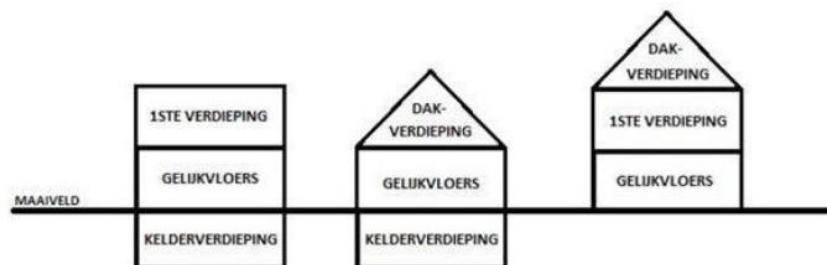 1STE VERDIEPING
GELIJKVLOERS
MAAIVELD
KELDERVERDIEPING
DAK-
VERDIEPING
GELIJKVLOERS
KELDERVERDIEPING
DAK-
VERDIEPING
1STE VERDIEPING
GELIJKVLOERS